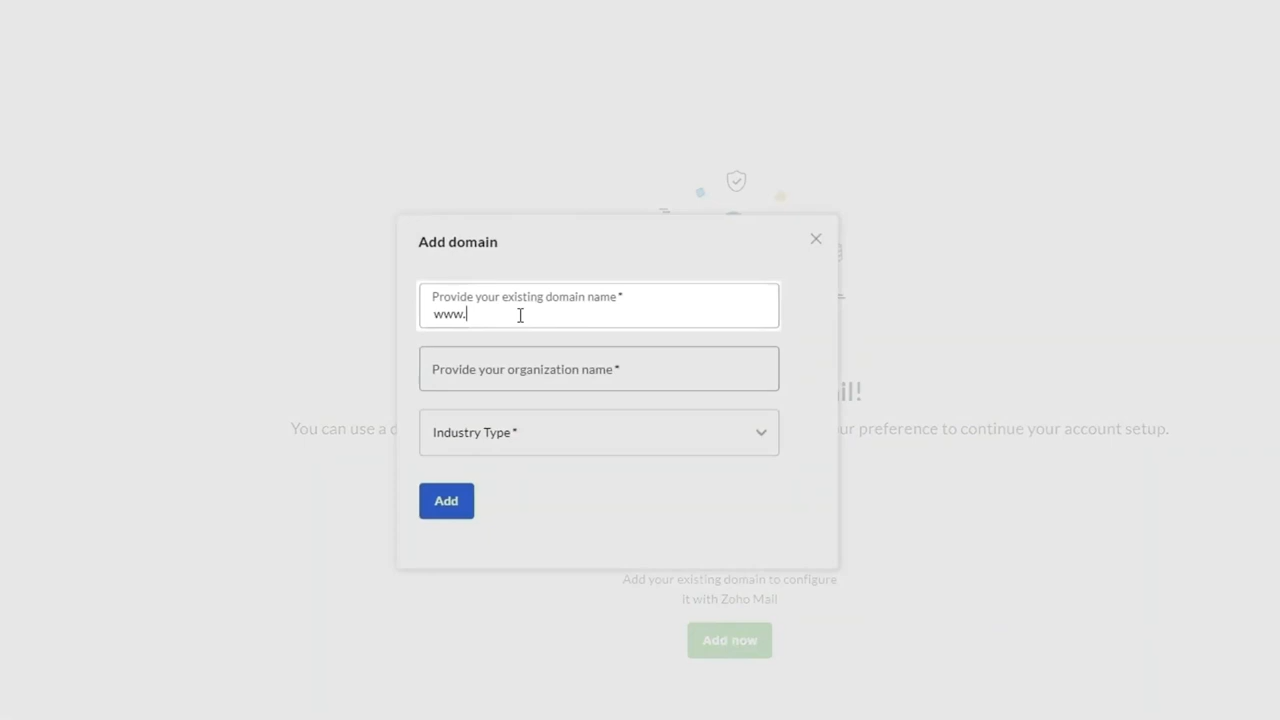 Add domain
Provide your existing domain name*
www.
Provide your organization name*
il!
You can use a d
ur preference to continue your account setup.
Industry Type*
Add
Add your existing domain to configure
it with Zoho Mail
Add now